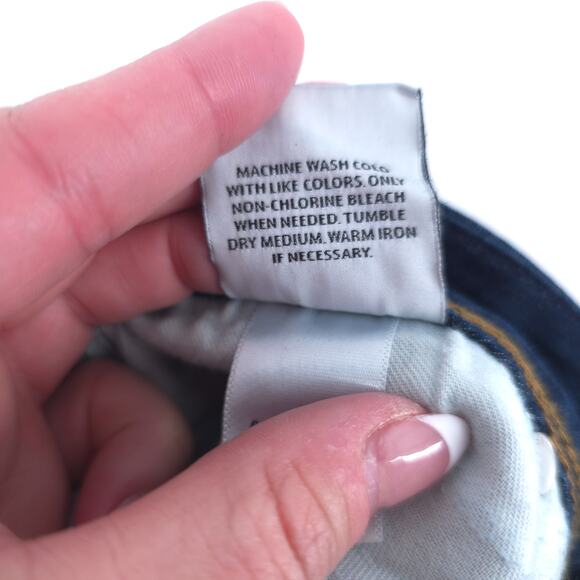 MACHINE WASH COLD
WITH LIKE COLORS. ONLY
NON-CHLORINE BLEACH
WHEN NEEDED. TUMBLE
DRY MEDIUM. WARM IRON
IF NECESSARY.